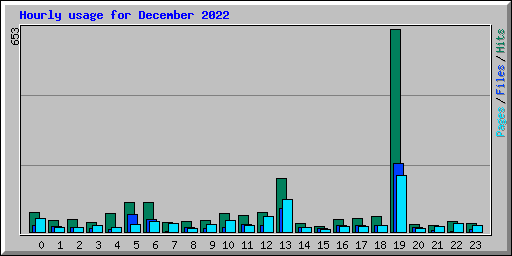 Hourly usage for December 2022
653
Pages/Files/Hits
0 1 2 3 4 5 6 7 8 9 10 11 12 13 14 15 16 17 18 19 20 21 22 23